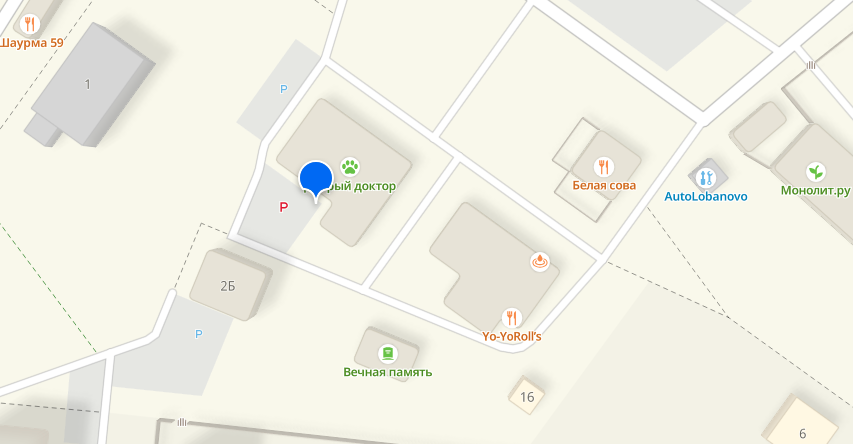 Шаурма 59
1
P
P
...рый доктор
Белая сова
AutoLobanovo
Монолит.ру
2Б
P
Yo-YoRoll's
Вечная память
16
6